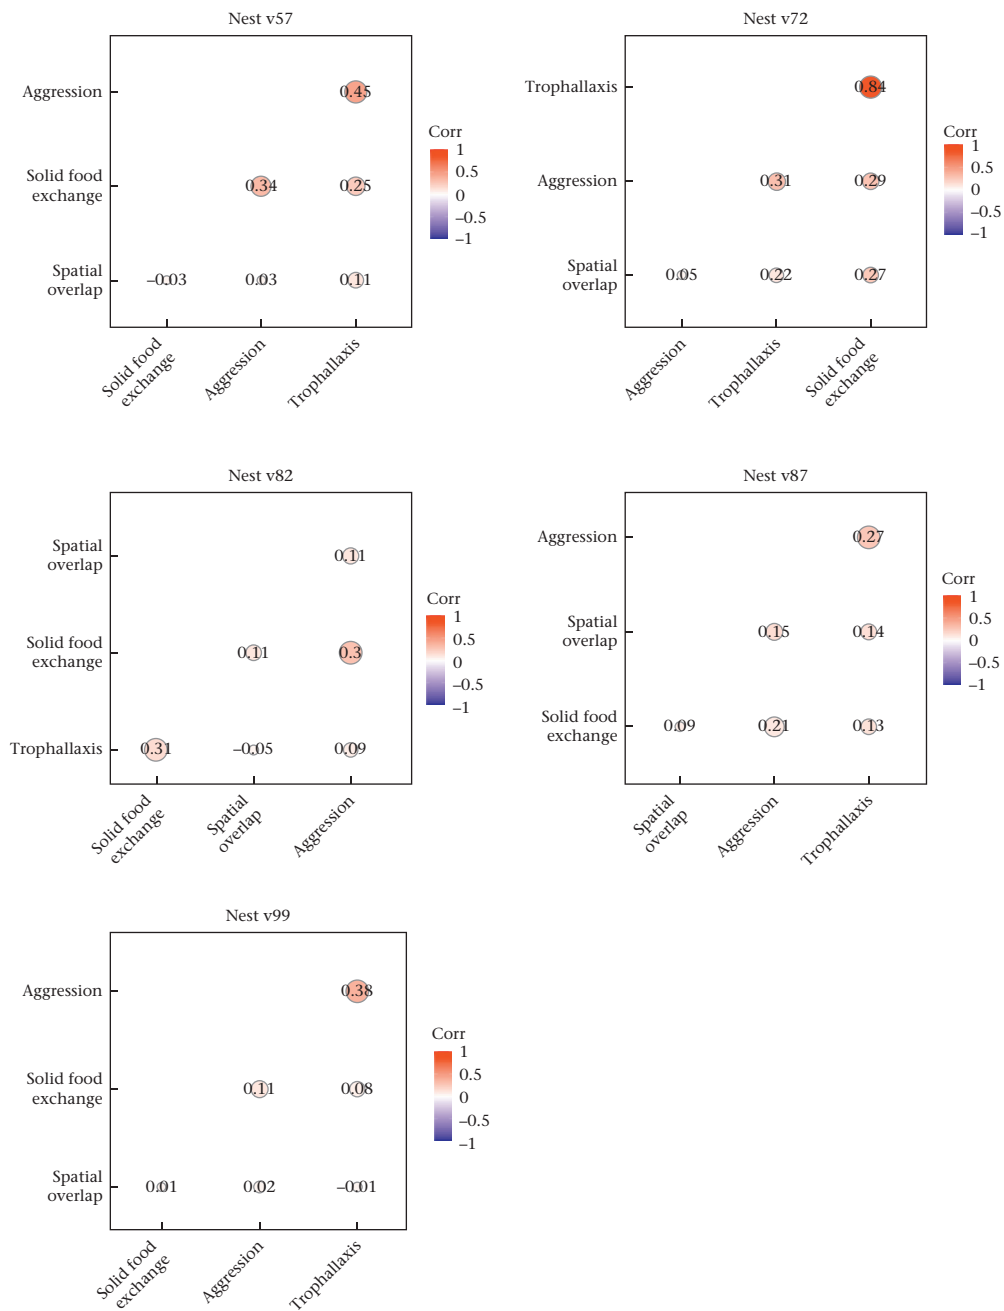 Nest v57
Aggression
0.45
Corr
1
0.5
0
−0.5
−1
Solid food
exchange
0.34
0.25
Spatial
overlap
−0.03
0.03
0.11
Solid food
exchange
Aggression
Trophallaxis
Nest v72
Trophallaxis
0.84
Corr
1
0.5
0
−0.5
−1
Aggression
0.31
0.29
Spatial
overlap
0.05
0.22
0.27
Aggression
Trophallaxis
Solid food
exchange
Nest v82
Spatial
overlap
0.11
Corr
1
0.5
0
−0.5
−1
Solid food
exchange
0.11
0.3
Trophallaxis
0.31
−0.05
0.09
Solid food
exchange
Spatial
overlap
Aggression
Nest v87
Aggression
0.27
Corr
1
0.5
0
−0.5
−1
Spatial
overlap
0.15
0.14
Solid food
exchange
0.09
0.21
0.13
Spatial
overlap
Aggression
Trophallaxis
Nest v99
Aggression
0.38
Corr
1
0.5
0
−0.5
−1
Solid food
exchange
0.11
0.08
Spatial
overlap
0.01
0.02
−0.01
Solid food
exchange
Aggression
Trophallaxis